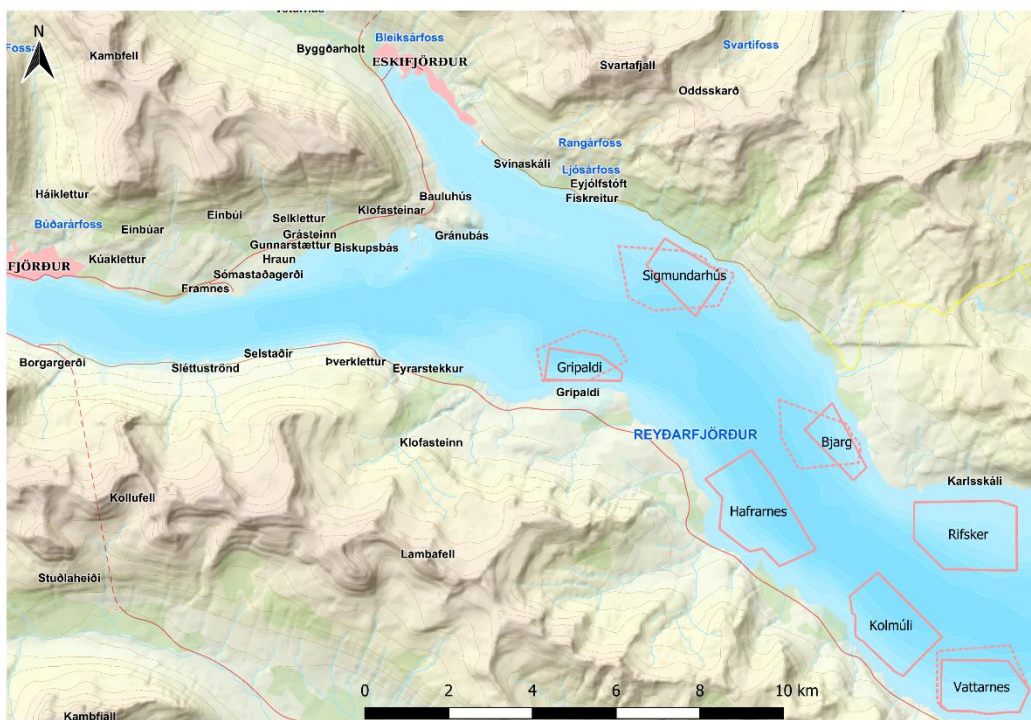 N
Bleiksárfoss
Byggðarholt
ESKIFJÖRÐUR
Fossa
Kambfell
Svartifoss
Svartafjall
Oddsskarð
Rangárfoss
Svínaskáli
Ljósárfoss
Eyjólfstóft
Fiskreitur
Háiklettur
Bauluhús
Einbúi
Selklettur
Klofasteinar
Búðarárfoss
Einbúar
Grásteinn
Gránubás
Gunnarstættur
Biskupsbás
Kúaklettur
Hraun
FJÖRÐUR
Sómastaðagerði
Sigmundarhús
Framnes
Selstaðir
Borgargerði
Sléttuströnd
Þverklettur
Eyrarstekkur
Gripaldi
Gripaldi
REYÐARFJÖRÐUR
Klofasteinn
Bjarg
Karlsskáli
Kollufell
Hafrarnes
Rifsker
Lambafell
Stuðlaheiði
Kolmúli
Vattarnes
0 2 4 6 8 10 km
Kambfjall